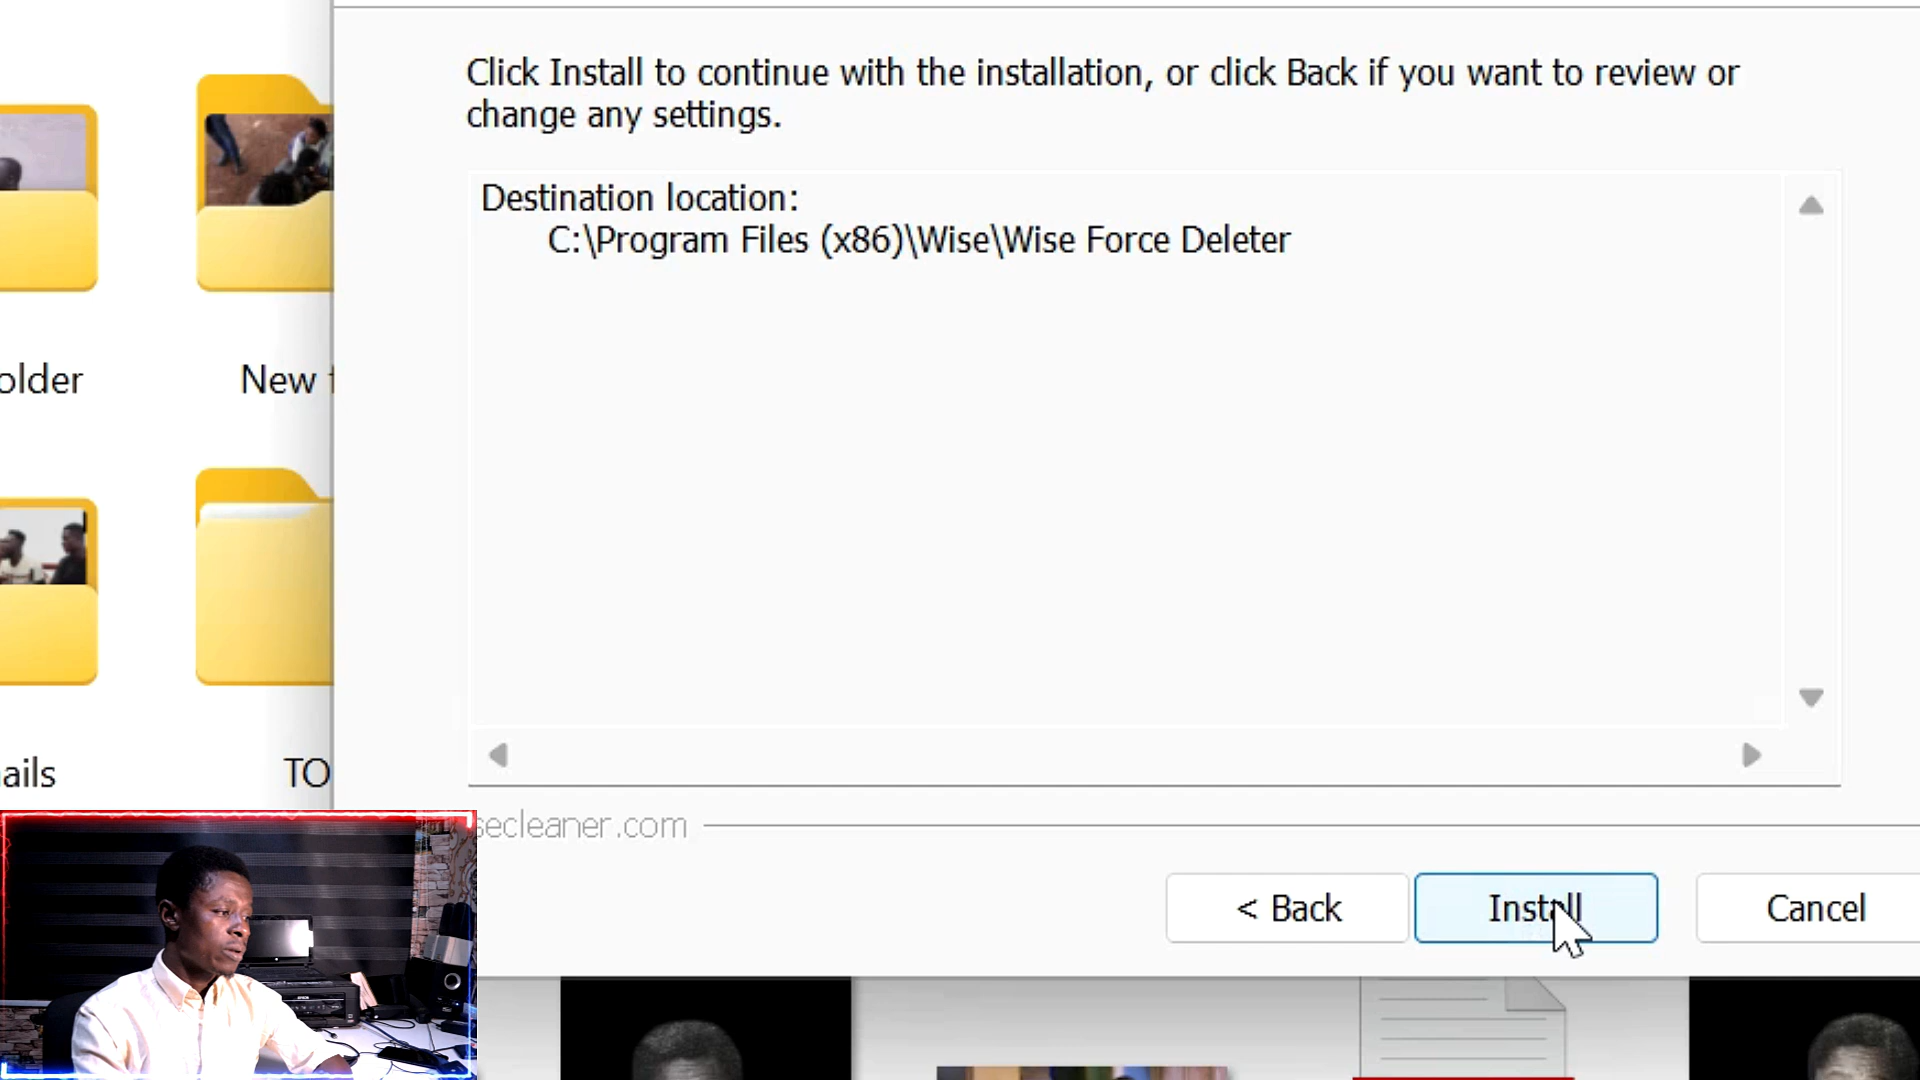 Click Install to continue with the installation, or click Back if you want to review or
change any settings.
Destination location:
C:\Program Files (x86)\Wise\Wise Force Deleter
older
New
ails
TO
secleaner.com
< Back
Install
Cancel